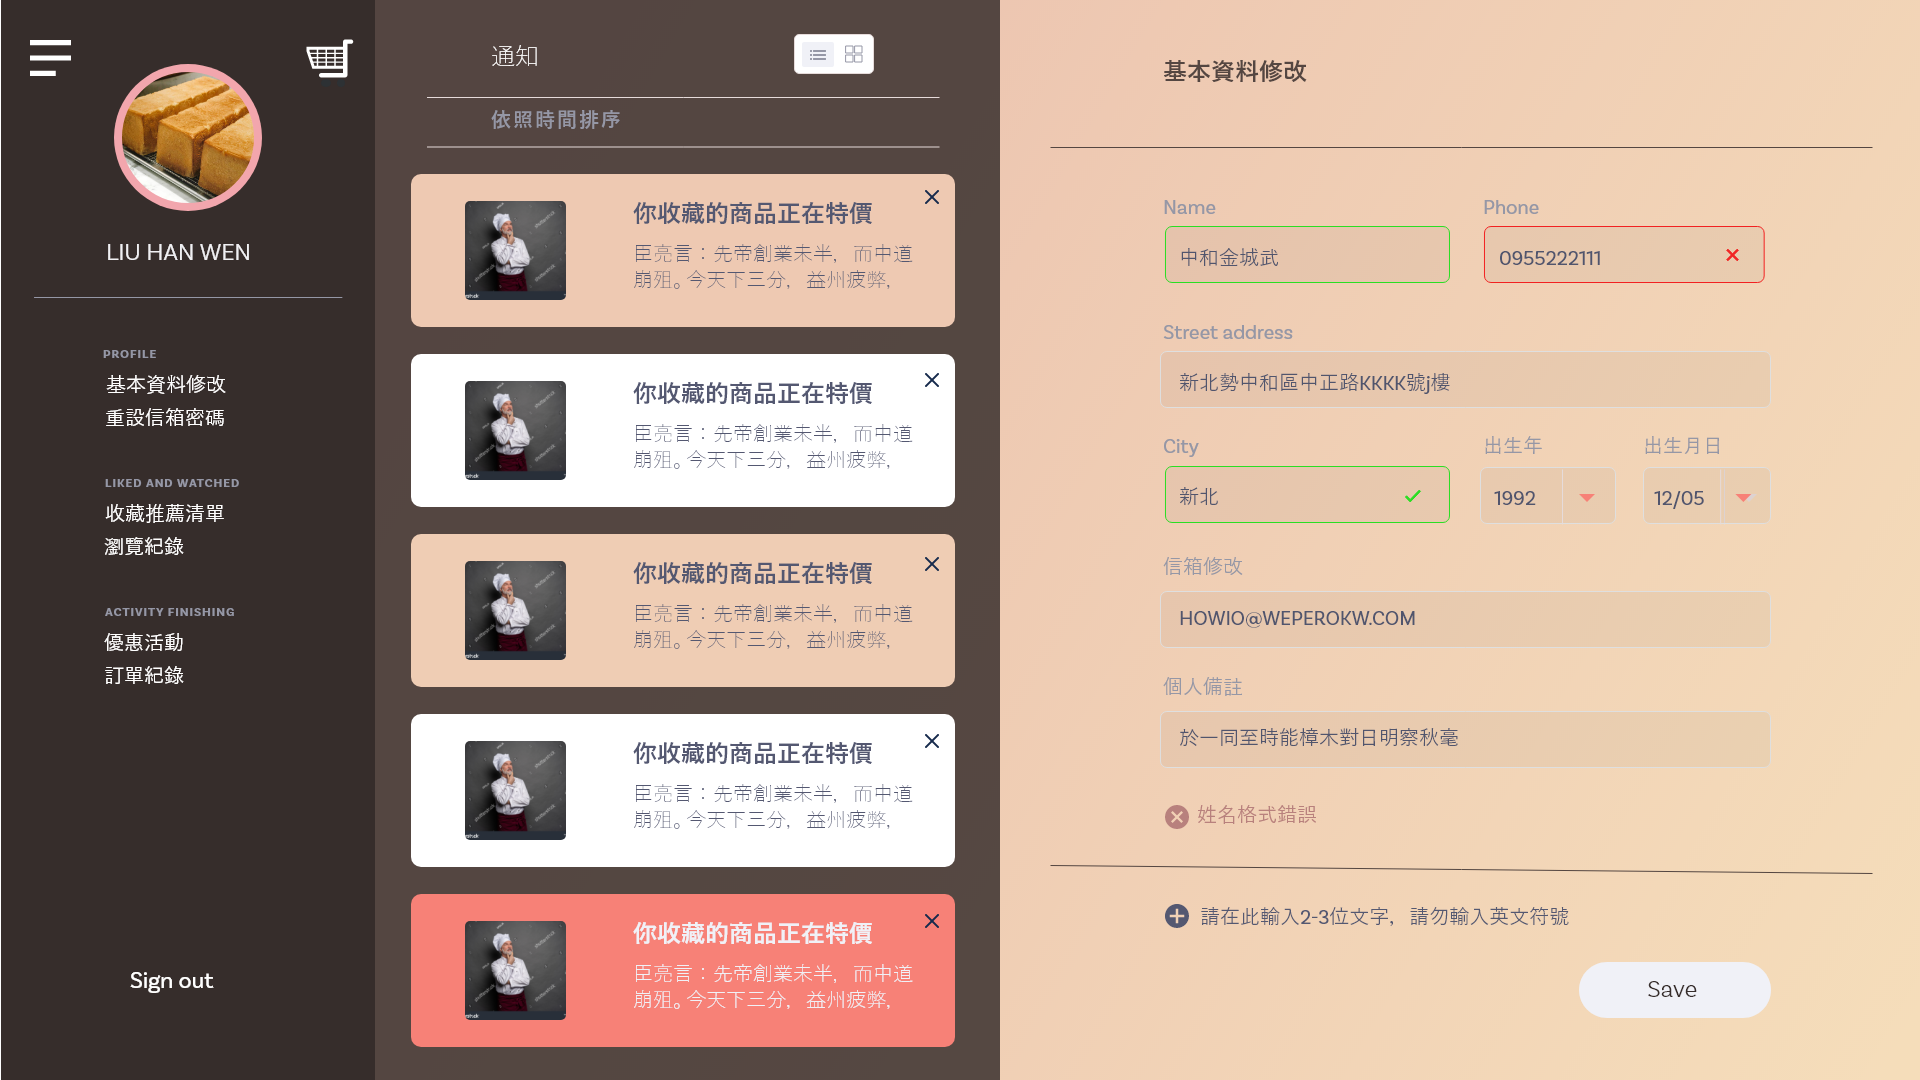 LIU HAN WEN
PROFILE
基本資料修改
重設信箱密碼
LIKED AND WATCHED
收藏推薦清單
瀏覽紀錄
ACTIVITY FINISHING
優惠活動
訂單紀錄
Sign out
通知
依照時間排序
你收藏的商品正在特價
臣亮言：先帝創業未半，而中道
崩殂。今天下三分，益州疲弊，
你收藏的商品正在特價
臣亮言：先帝創業未半，而中道
崩殂。今天下三分，益州疲弊，
你收藏的商品正在特價
臣亮言：先帝創業未半，而中道
崩殂。今天下三分，益州疲弊，
你收藏的商品正在特價
臣亮言：先帝創業未半，而中道
崩殂。今天下三分，益州疲弊，
你收藏的商品正在特價
臣亮言：先帝創業未半，而中道
崩殂。今天下三分，益州疲弊，
基本資料修改
Name
Phone
中和金城武
0955222111
Street address
新北勢中和區中正路KKKK號j樓
City
出生年
出生月日
新北
1992
12/05
信箱修改
HOWIO@WEPEROKW.COM
個人備註
於一同至時能樟木對日明察秋毫
姓名格式錯誤
請在此輸入2-3位文字，請勿輸入英文符號
Save